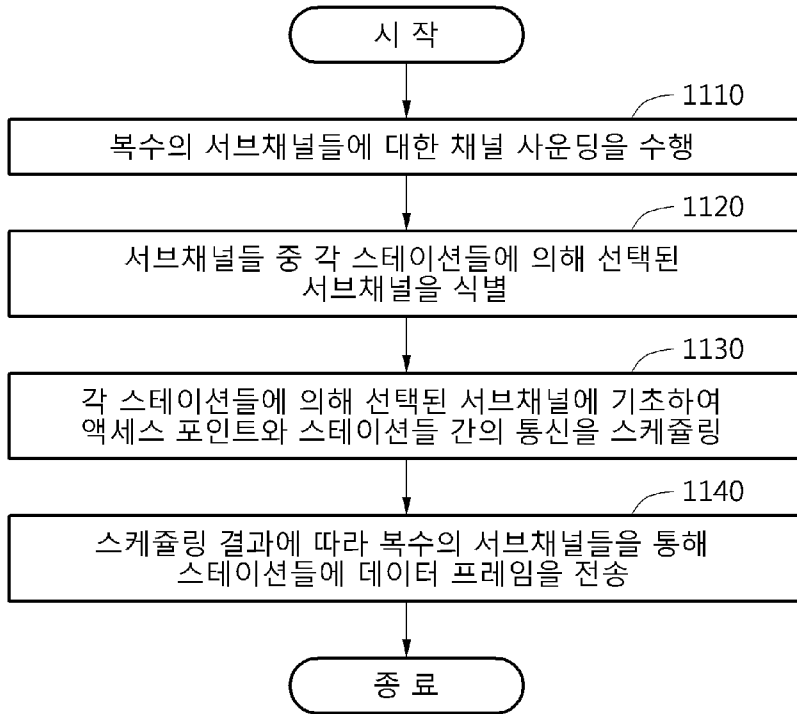 시 작
1110
복수의 서브채널들에 대한 채널 사운딩을 수행
1120
서브채널들 중 각 스테이션들에 의해 선택된
서브채널을 식별
1130
각 스테이션들에 의해 선택된 서브채널에 기초하여
액세스 포인트와 스테이션들 간의 통신을 스케쥴링
1140
스케쥴링 결과에 따라 복수의 서브채널들을 통해
스테이션들에 데이터 프레임을 전송
종 료